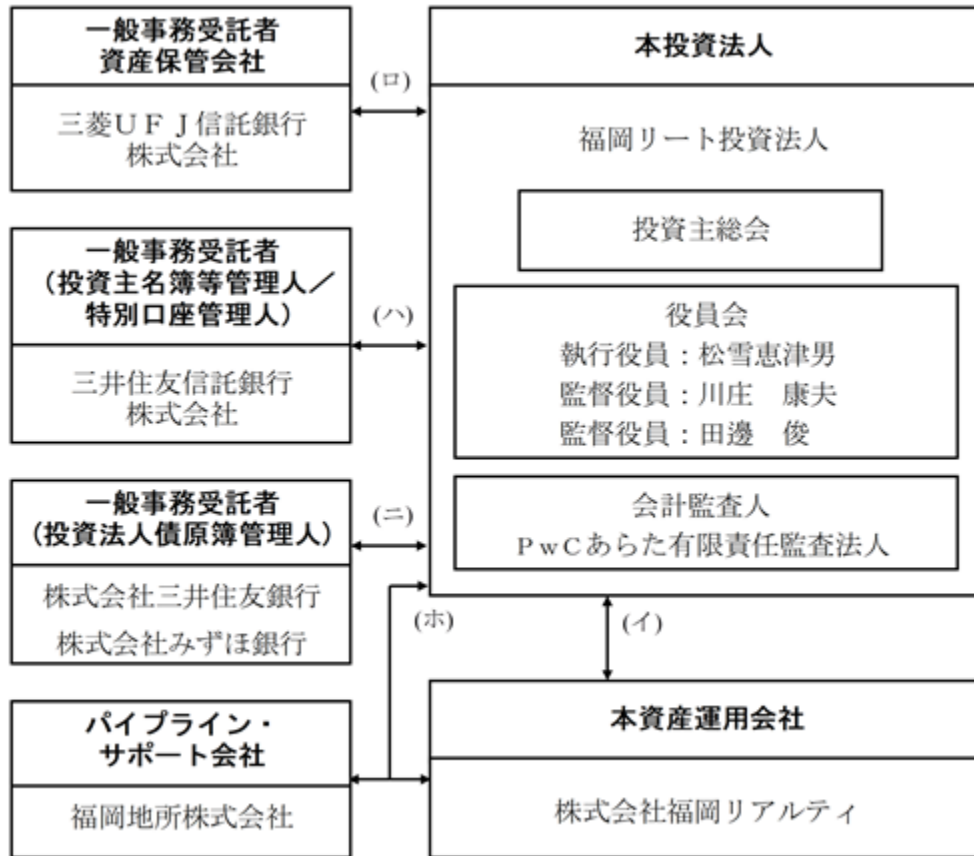 一般事務受託者
資産保管会社
三菱UFJ信託銀行
株式会社
(ロ)
一般事務受託者
(投資主名簿等管理人／
特別口座管理人)
三井住友信託銀行
株式会社
(ハ)
一般事務受託者
(投資法人債原簿管理人)
株式会社三井住友銀行
株式会社みずほ銀行
(ニ)
パイプライン・
サポート会社
福岡地所株式会社
(ホ)
本投資法人
福岡リート投資法人
投資主総会
役員会
執行役員：松雪恵津男
監督役員：川庄　康夫
監督役員：田邊　俊
会計監査人
ＰｗＣあらた有限責任監査法人
(イ)
本資産運用会社
株式会社福岡リアルティ